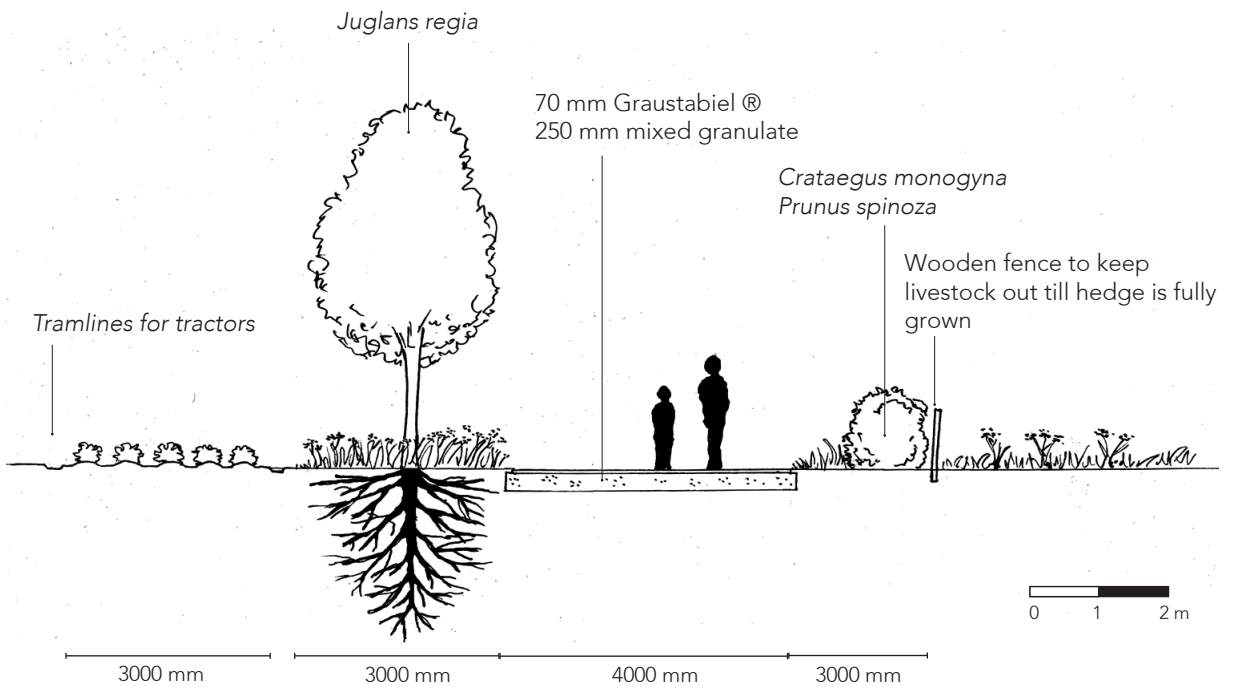 Juglans regia
70 mm Graustabiel ®
250 mm mixed granulate
Crataegus monogyna
Prunus spinoza
Wooden fence to keep
livestock out till hedge is fully
grown
Tramlines for tractors
0 1 2 m
3000 mm 3000 mm 4000 mm 3000 mm